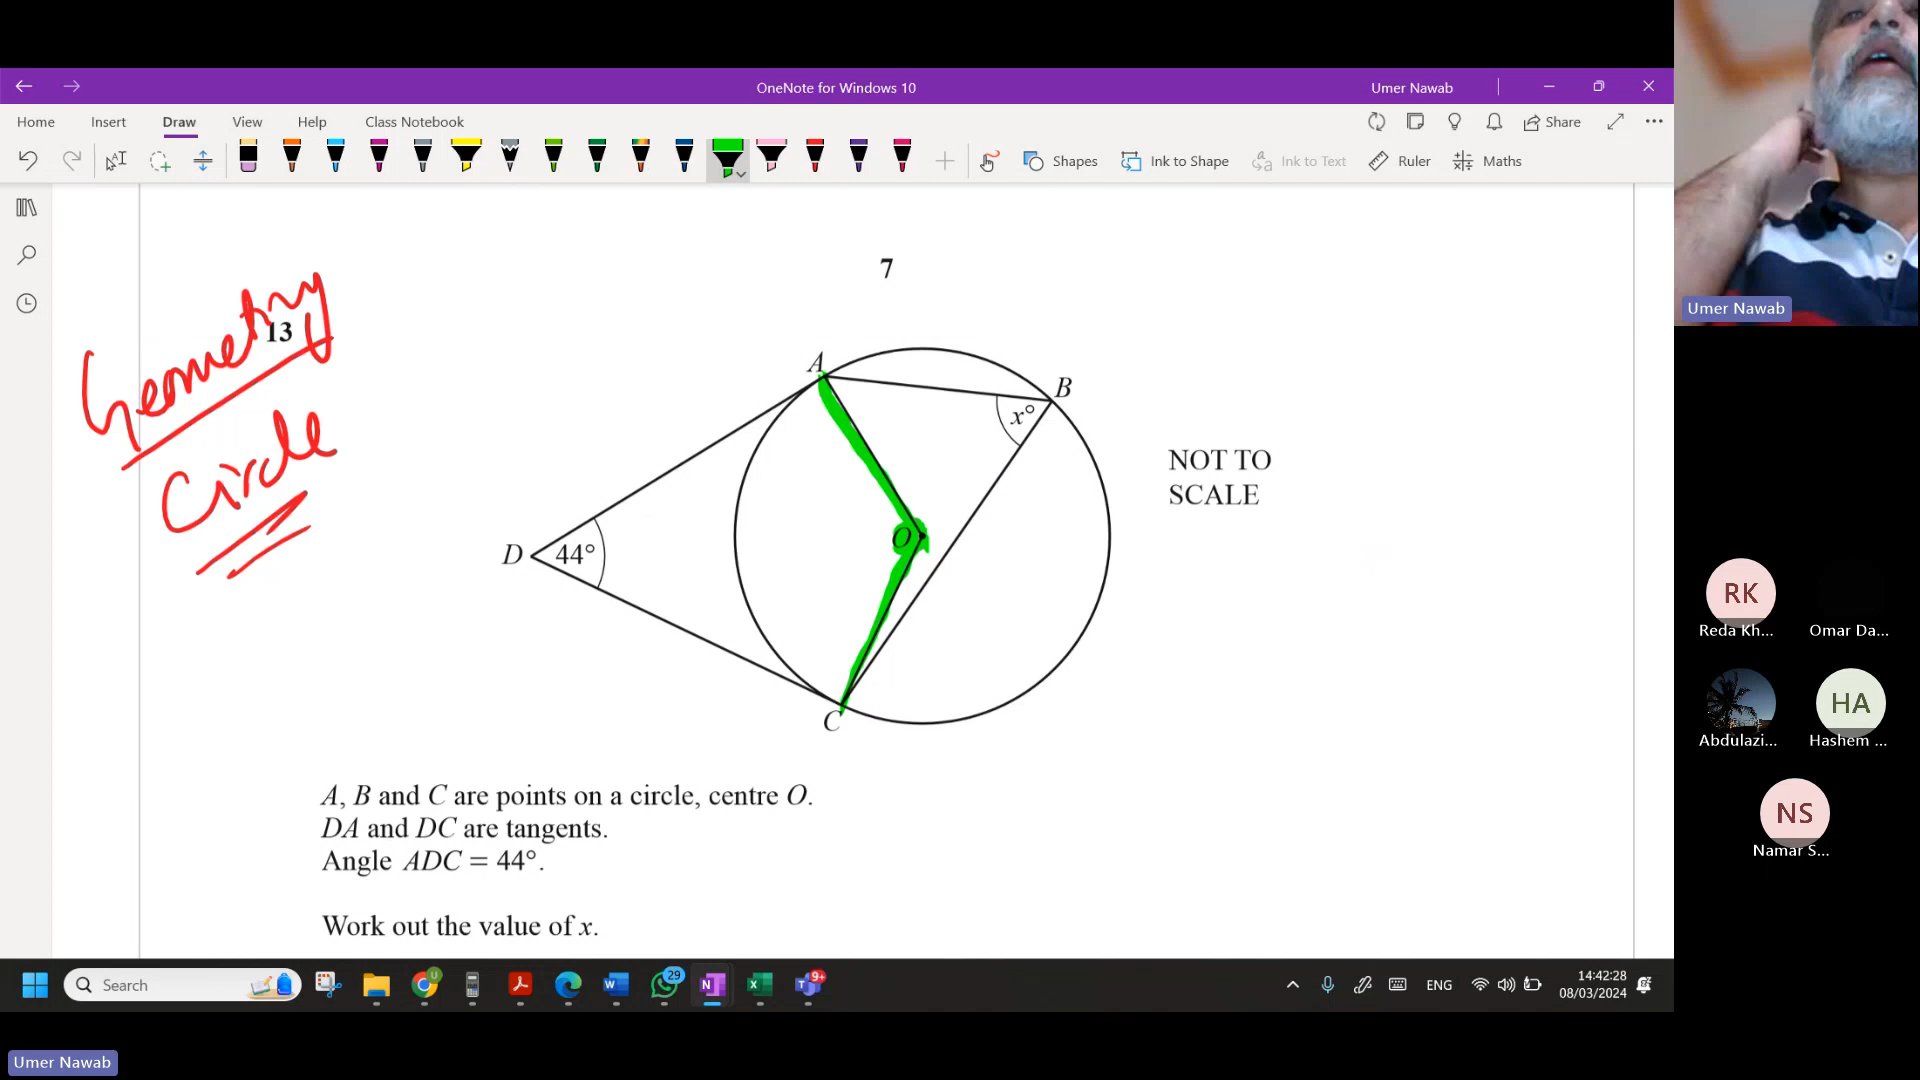 OneNote for Windows 10
Umer Nawab
Home Insert Draw View Help Class Notebook
Share
Shapes Ink to Shape Ink to Text Ruler Maths
7
Geometry
13
Circle
A
B
x°
NOT TO
SCALE
O
D 44°
C
A, B and C are points on a circle, centre O.
DA and DC are tangents.
Angle ADC = 44°.
Work out the value of x.
Umer Nawab
RK
Reda Kh...
Omar Da...
Abdulazi...
HA
Hashem ...
NS
Namar S...
Search
U
29
9+
ENG
14:42:28
08/03/2024
Umer Nawab